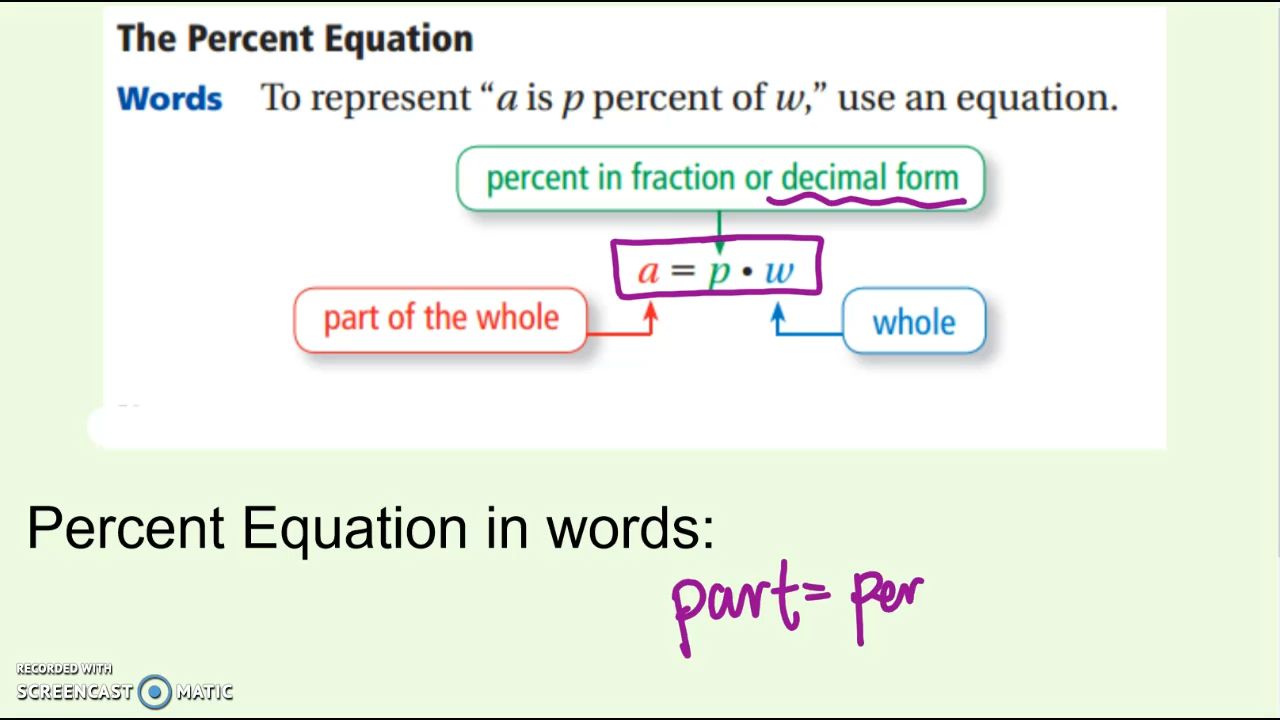 The Percent Equation
Words To represent “a is p percent of w,” use an equation.
percent in fraction or decimal form
a = p • w
part of the whole
whole
Percent Equation in words:
part= per
RECORDED WITH
SCREENCAST MATIC